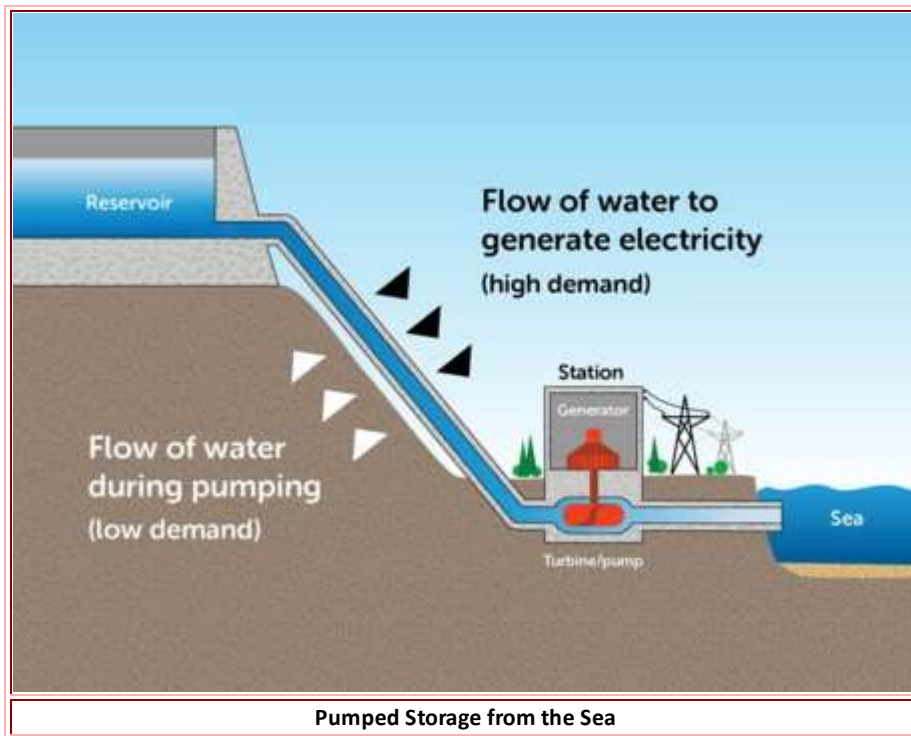 Reservoir
Flow of water to
generate electricity
(high demand)
Station
Generator
Flow of water
during pumping
(low demand)
Sea
Turbine/pump
Pumped Storage from the Sea